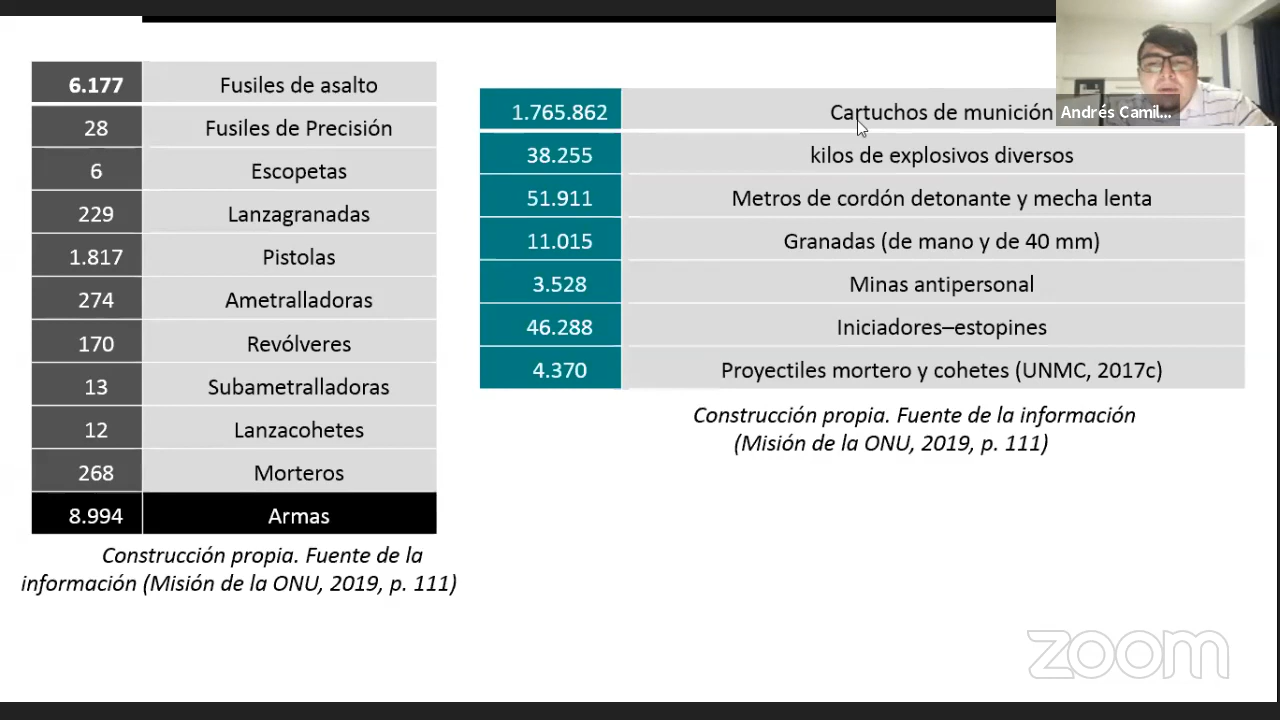 6.177 Fusiles de asalto
28 Fusiles de Precisión
6 Escopetas
229 Lanzagranadas
1.817 Pistolas
274 Ametralladoras
170 Revólveres
13 Subametralladoras
12 Lanzacohetes
268 Morteros
8.994 Armas
Construcción propia. Fuente de la
información (Misión de la ONU, 2019, p. 111)
1.765.862 Cartuchos de munición
38.255 kilos de explosivos diversos
51.911 Metros de cordón detonante y mecha lenta
11.015 Granadas (de mano y de 40 mm)
3.528 Minas antipersonal
46.288 Iniciadores–estopines
4.370 Proyectiles mortero y cohetes (UNMC, 2017c)
Construcción propia. Fuente de la información
(Misión de la ONU, 2019, p. 111)
Andrés Camil...
zoom